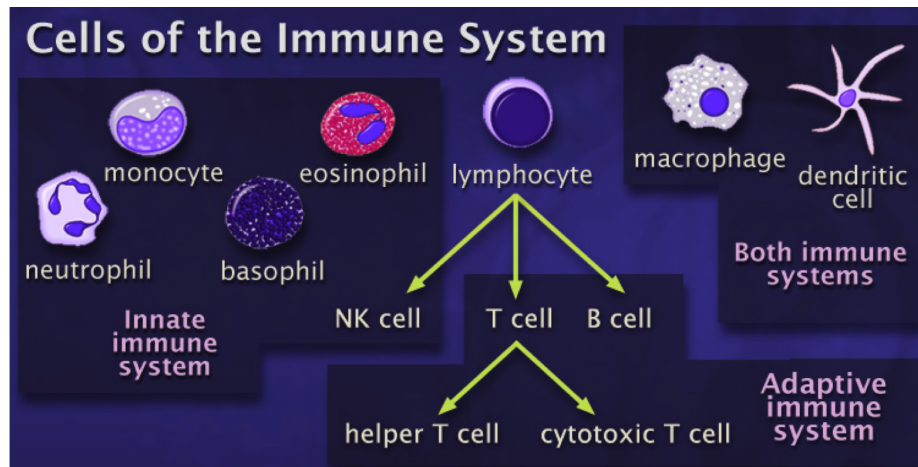 Cells of the Immune System
monocyte
eosinophil
lymphocyte
macrophage
dendritic
cell
neutrophil
basophil
Both immune
systems
Innate
immune
system
NK cell
T cell
B cell
Adaptive
immune
system
helper T cell
cytotoxic T cell